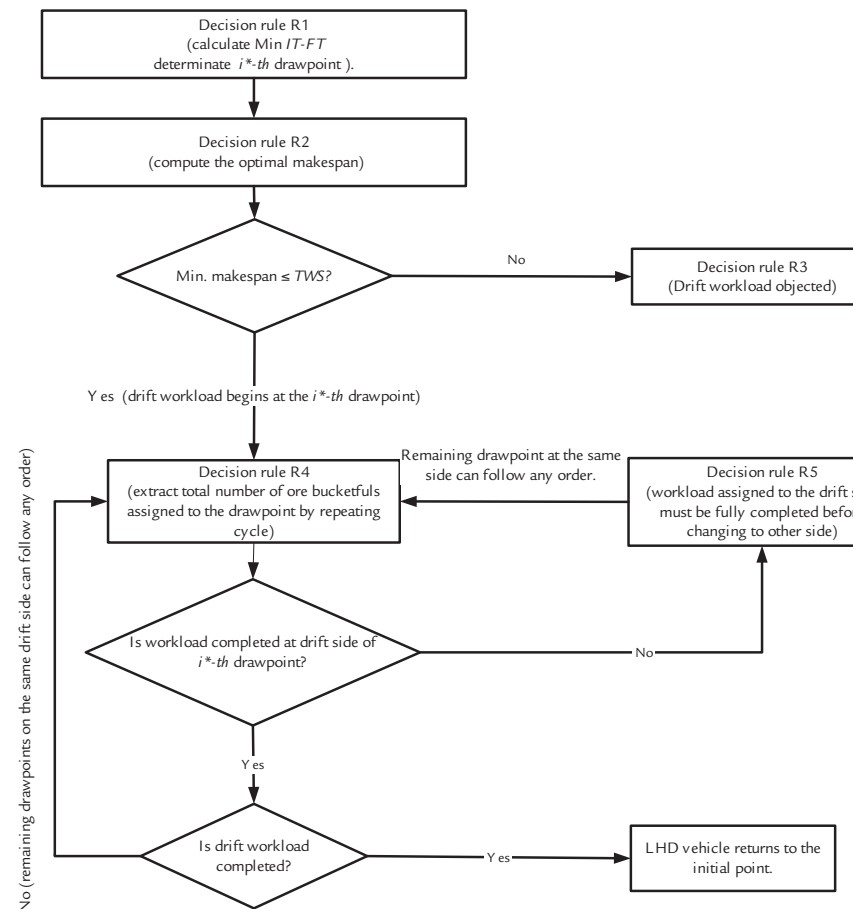 Decision rule R1
(calculate Min IT-FT
determinate i*-th drawpoint ).
Decision rule R2
(compute the optimal makespan)
Min. makespan ≤ TWS?
No
Decision rule R3
(Drift workload objected)
Y es (drift workload begins at the i*-th drawpoint)
Decision rule R4
(extract total number of ore bucketfuls
assigned to the drawpoint by repeating
cycle)
Remaining drawpoint at the same
side can follow any order.
Decision rule R5
(workload assigned to the drift
must be fully completed
changing to other side)
Is workload completed at drift side of
i*-th drawpoint?
No
Y es
No (remaining drawpoints on the same drift side can follow any order)
Is drift workload
completed?
Y es
LHD vehicle returns to the
initial point.